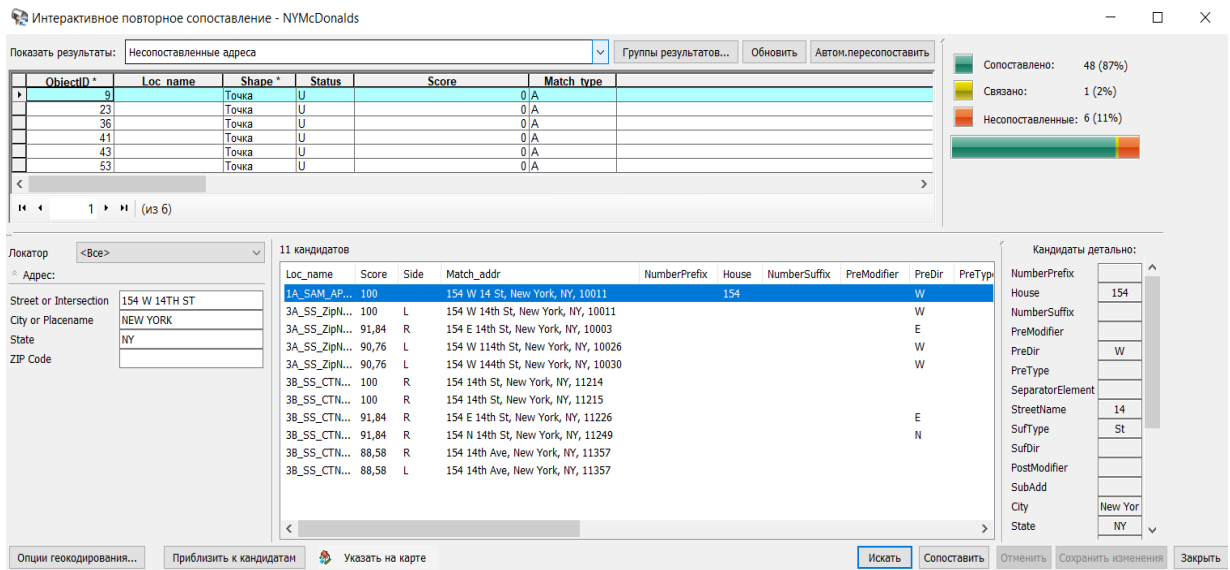 Интерактивное повторное сопоставление - NYMcDonalds
Показать результаты: Несопоставленные адреса Группы результатов... Обновить Автом.пересопоставить
ObjectID * Loc_name Shape * Status Score Match_type
9 Точка U 0 A
23 Точка U 0 A
36 Точка U 0 A
41 Точка U 0 A
43 Точка U 0 A
53 Точка U 0 A
1 (из 6)
Сопоставлено: 48 (87%)
Связано: 1 (2%)
Несопоставленные: 6 (11%)
Локатор <Все>
Адрес:
Street or Intersection 154 W 14TH ST
City or Placename NEW YORK
State NY
ZIP Code
11 кандидатов
Loc_name Score Side Match_addr NumberPrefix House NumberSuffix PreModifier PreDir PreType
1A_SAM_AP... 100 154 W 14 St, New York, NY, 10011 154 W
3A_SS_ZipN... 100 L 154 W 14th St, New York, NY, 10011 W
3A_SS_ZipN... 91,84 R 154 E 14th St, New York, NY, 10003 E
3A_SS_ZipN... 90,76 L 154 W 114th St, New York, NY, 10026 W
3A_SS_ZipN... 90,76 L 154 W 144th St, New York, NY, 10030 W
3B_SS_CTN... 100 R 154 14th St, New York, NY, 11214
3B_SS_CTN... 100 R 154 14th St, New York, NY, 11215
3B_SS_CTN... 91,84 R 154 E 14th St, New York, NY, 11226 E
3B_SS_CTN... 91,84 R 154 N 14th St, New York, NY, 11249 N
3B_SS_CTN... 88,58 R 154 14th Ave, New York, NY, 11357
3B_SS_CTN... 88,58 L 154 14th Ave, New York, NY, 11357
Кандидаты детально:
NumberPrefix
House 154
NumberSuffix
PreModifier
PreDir W
PreType
SeparatorElement
StreetName 14
SufType St
SufDir
PostModifier
SubAdd
City New Yor
State NY
Опции геокодирования... Приблизить к кандидатам Указать на карте Искать Сопоставить Отменить Сохранить изменения Закрыть